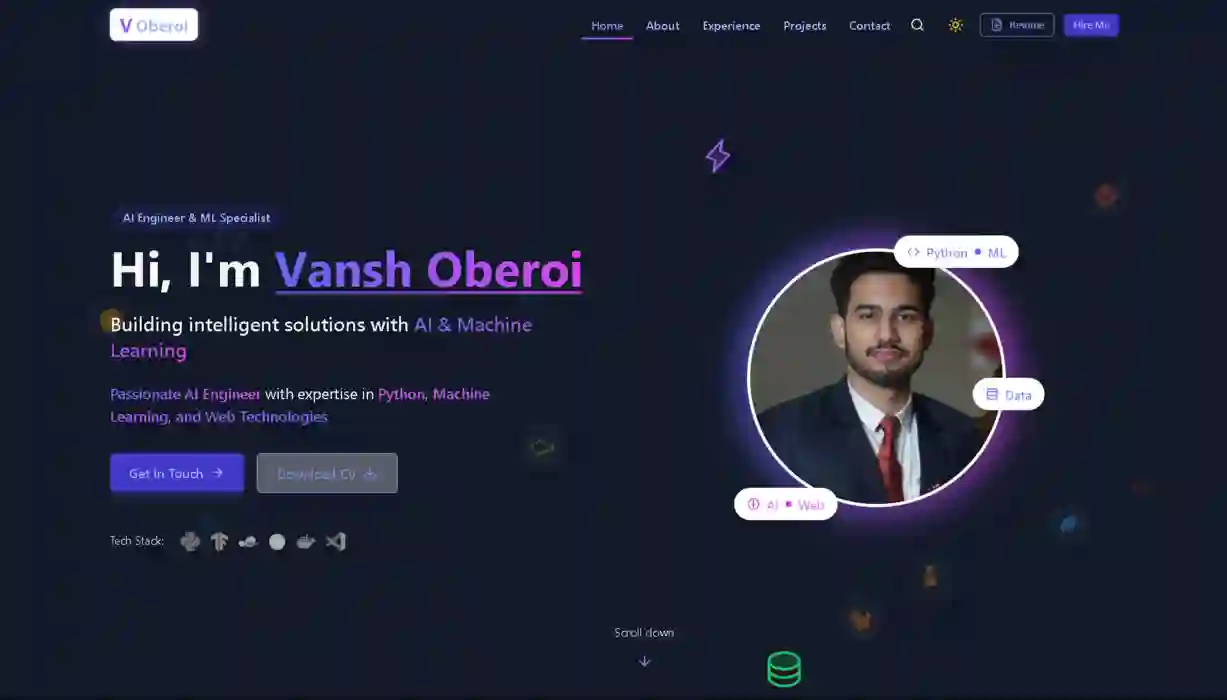 V Oberoi
Home About Experience Projects Contact Resume Hire Me
AI Engineer & ML Specialist
Hi, I'm Vansh Oberoi
Building intelligent solutions with AI & Machine
Learning
Passionate AI Engineer with expertise in Python, Machine
Learning, and Web Technologies
Get In Touch
Download CV
Tech Stack:
Python ML
Data
AI Web
Scroll down